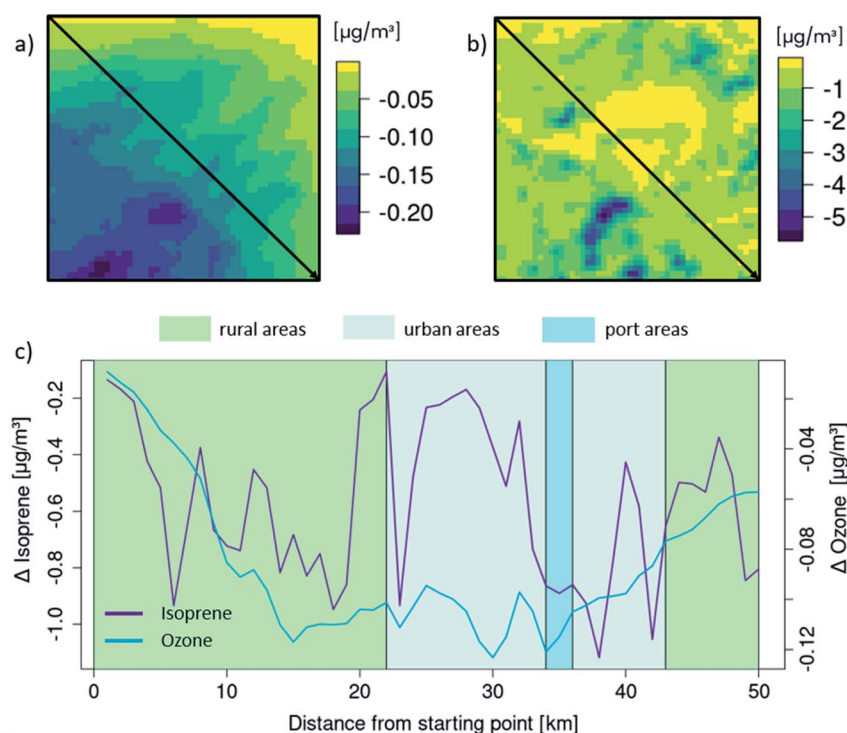 a)
[µg/m³]
-0.05
-0.10
-0.15
-0.20
b)
[µg/m³]
-1
-2
-3
-4
-5
rural areas
urban areas
port areas
c)
Δ Isoprene [µg/m³]
-0.2
-0.4
-0.6
-0.8
-1.0
Isoprene
Ozone
0
10
20
30
40
50
Distance from starting point [km]
-0.04
-0.08
-0.12
Δ Ozone [µg/m³]